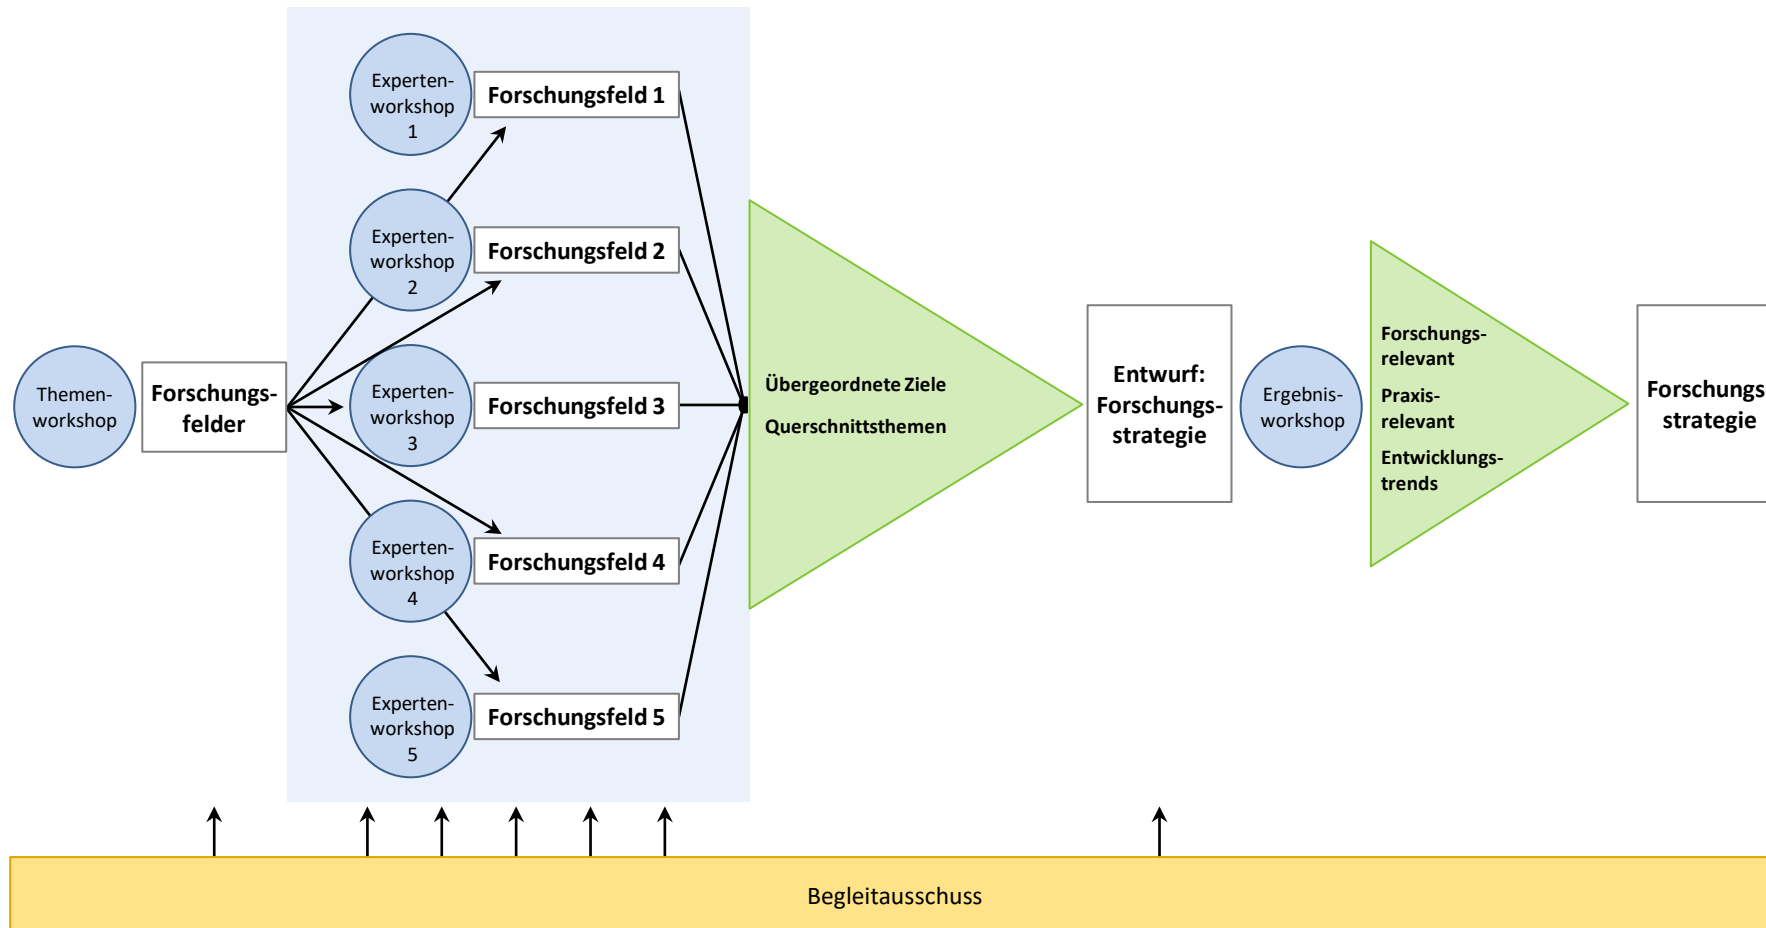 Themen-
workshop
Forschungs-
felder
Experten-
workshop
1
Forschungsfeld 1
Experten-
workshop
2
Forschungsfeld 2
Experten-
workshop
3
Forschungsfeld 3
Experten-
workshop
4
Forschungsfeld 4
Experten-
workshop
5
Forschungsfeld 5
Übergeordnete Ziele
Querschnittsthemen
Entwurf:
Forschungs-
strategie
Ergebnis-
workshop
Forschungs-
relevant
Praxis-
relevant
Entwicklungs-
trends
Forschungs
strategie
Begleitausschuss